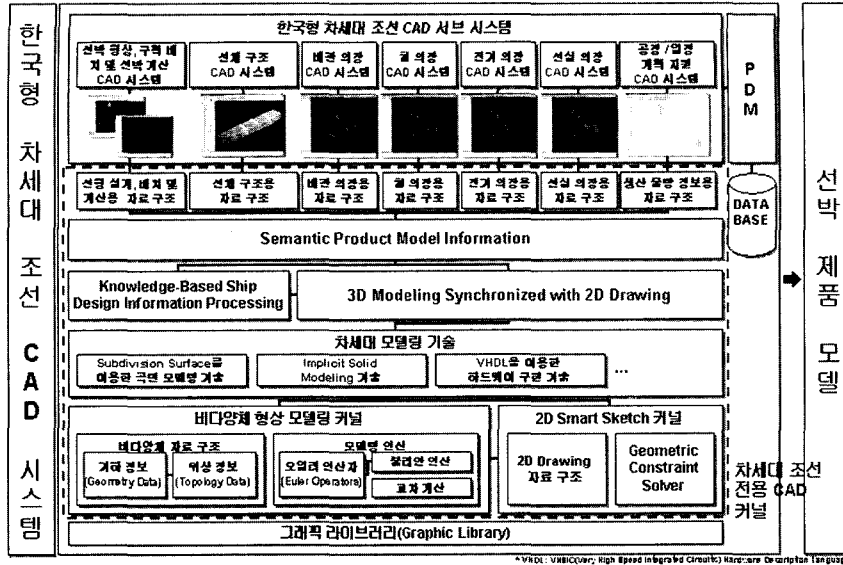 한국형 차세대 조선 CAD 시스템
한국형 차세대 조선 CAD 서브 시스템
선박 형상, 구획 배
치 및 선박 계산
CAD 시스템
선체 구조
CAD 시스템
배관 의장
CAD 시스템
철 의장
CAD 시스템
전기 의장
CAD 시스템
선실 의장
CAD 시스템
공정/일정
계획 지원
CAD 시스템
PDM
선형 설계, 배치 및
계산용 자료 구조
선체 구조용
자료 구조
배관 의장용
자료 구조
철 의장용
자료 구조
전기 의장용
자료 구조
선실 의장용
자료 구조
생산 물량 정보용
자료 구조
DATA
BASE
Semantic Product Model Information
Knowledge-Based Ship
Design Information Processing
3D Modeling Synchronized with 2D Drawing
차세대 모델링 기술
Subdivision Surface를
이용한 곡면 모델링 기술
Implicit Solid
Modeling 기술
VHDL을 이용한
하드웨어 구현 기술
...
비다양체 형상 모델링 커널
비다양체 자료 구조
기하 정보
(Geometry Data)
위상 정보
(Topology Data)
모델링 연산
오일러 연산자
(Euler Operators)
불리안 연산
교차 계산
2D Smart Sketch 커널
2D Drawing
자료 구조
Geometric
Constraint
Solver
차세대 조선
전용 CAD
커널
그래픽 라이브러리(Graphic Library)
선박 제품 모델
* VHDL: VHSIC(Very High Speed Integrated Circuits) Hardware Description Language